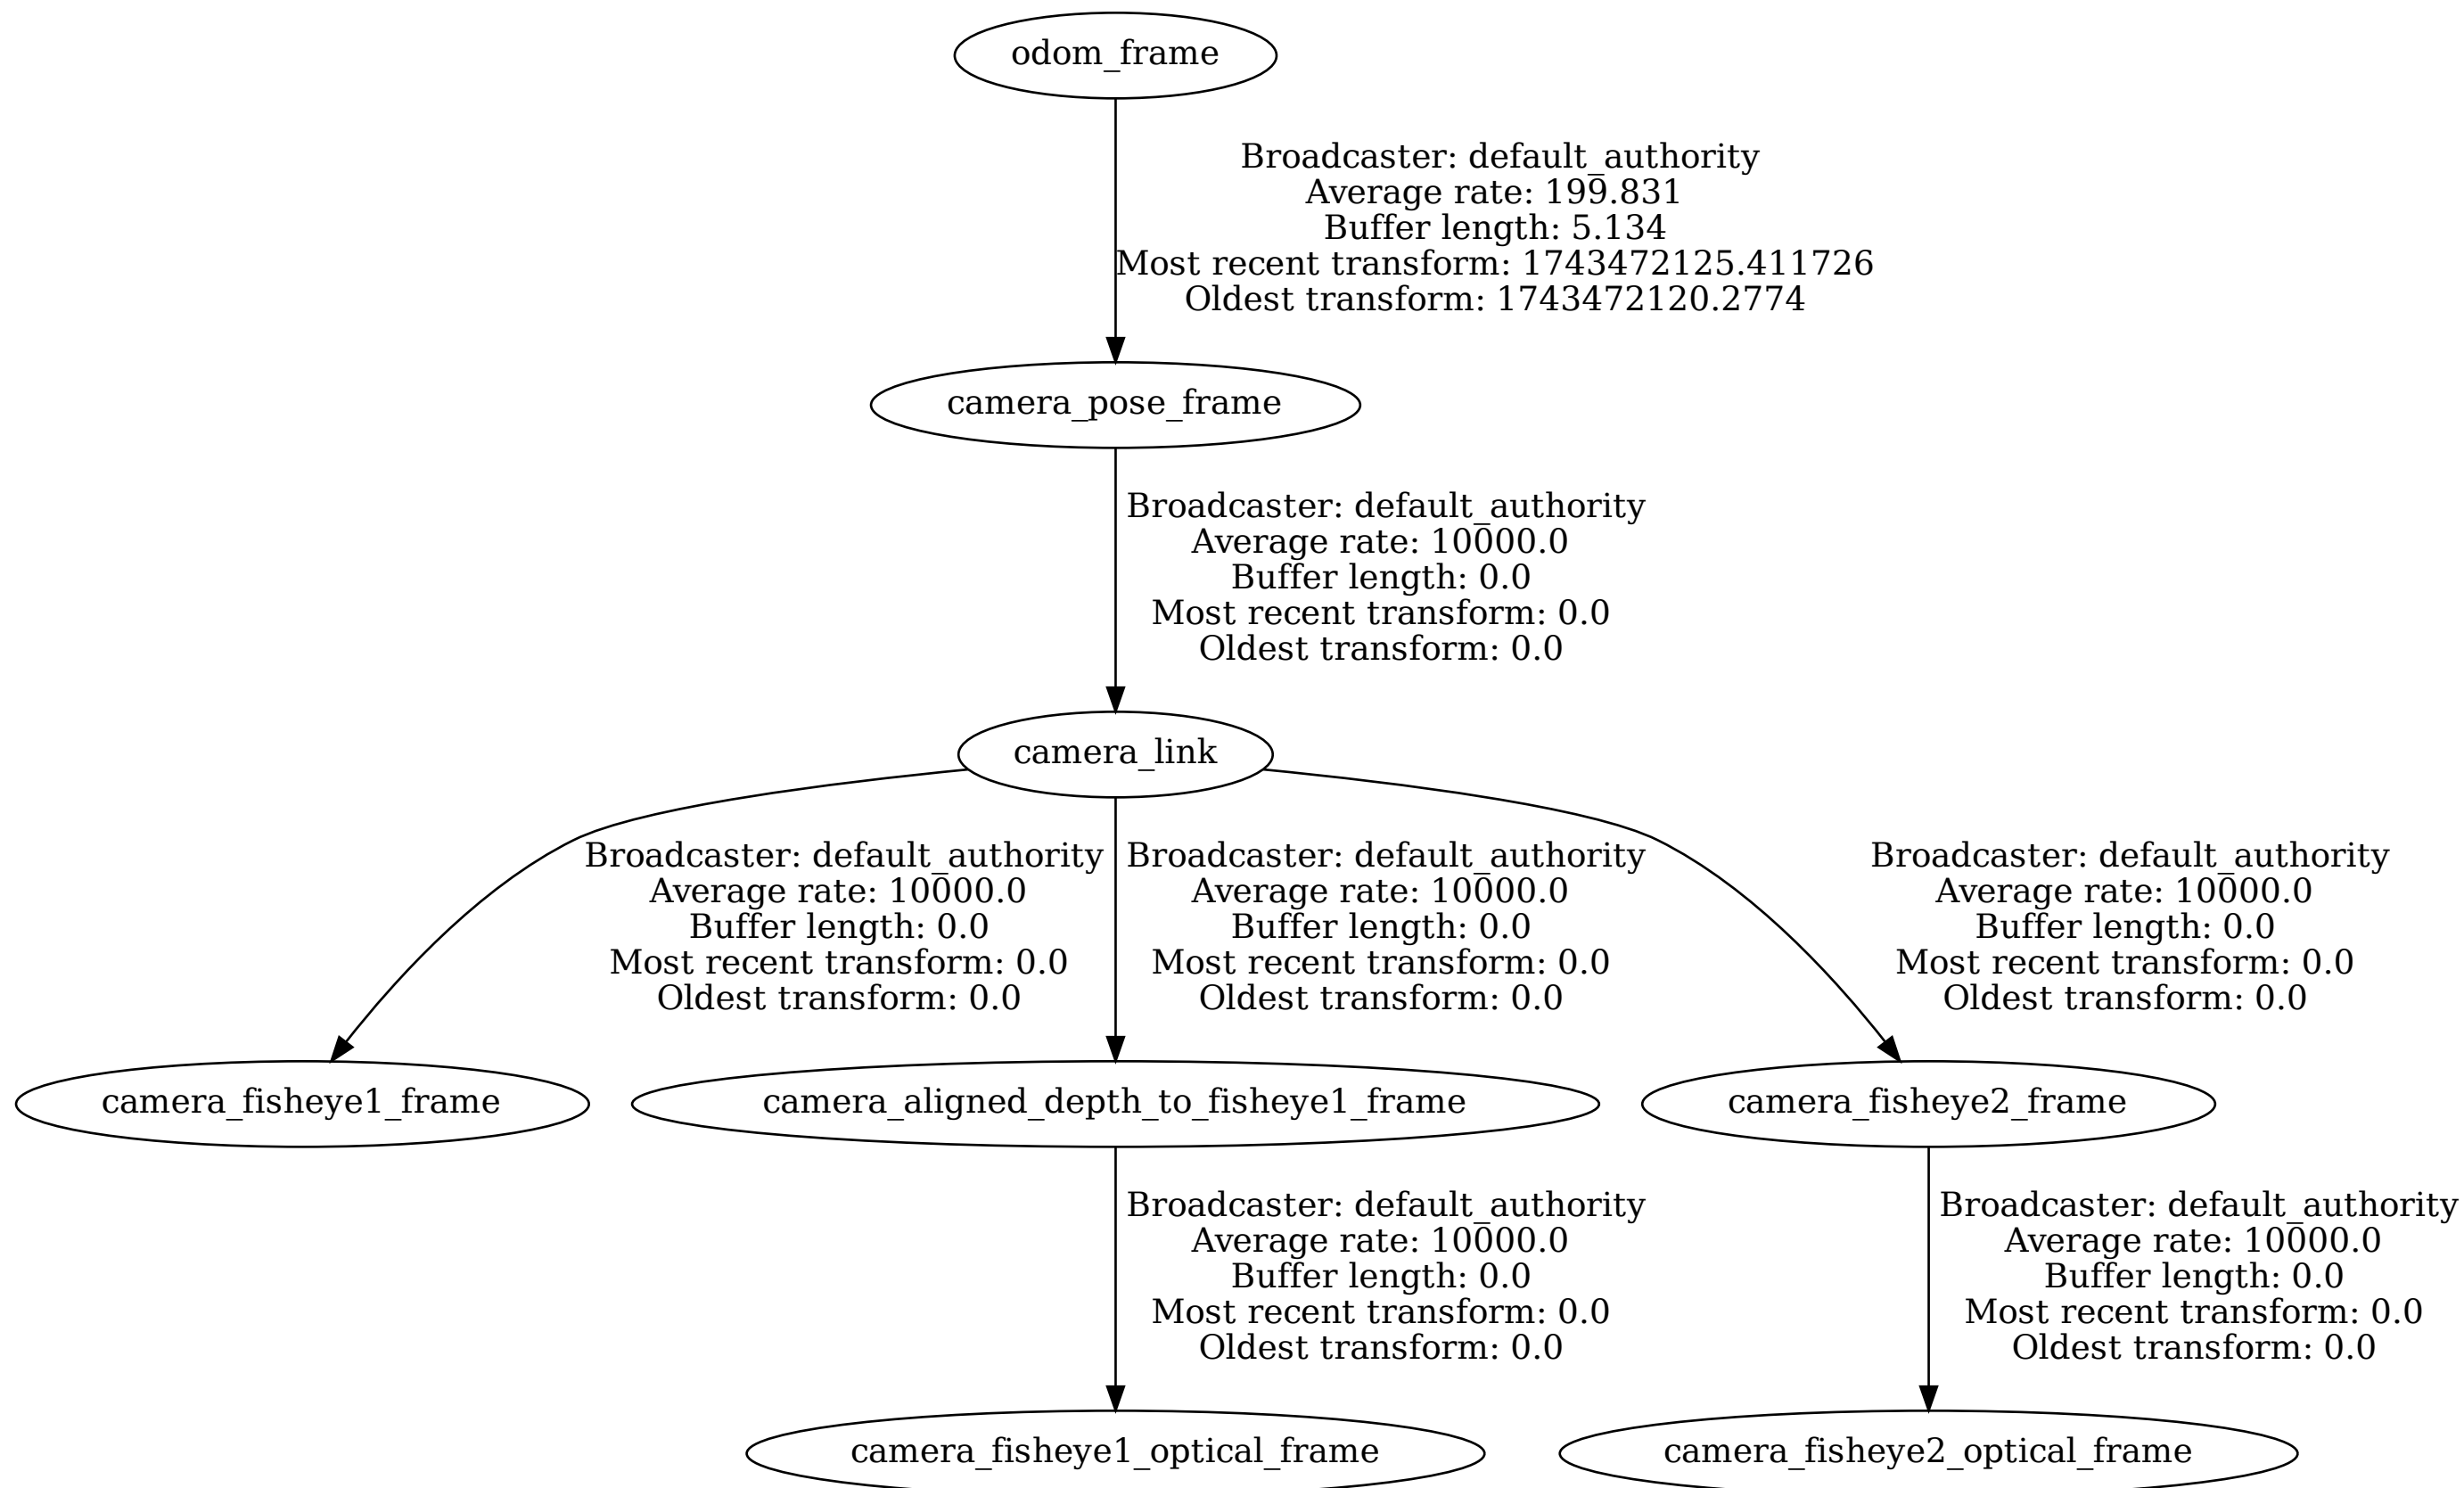 odom_frame
Broadcaster: default_authority
Average rate: 199.831
Buffer length: 5.134
Most recent transform: 1743472125.411726
Oldest transform: 1743472120.2774
camera_pose_frame
Broadcaster: default_authority
Average rate: 10000.0
Buffer length: 0.0
Most recent transform: 0.0
Oldest transform: 0.0
camera_link
Broadcaster: default_authority
Average rate: 10000.0
Buffer length: 0.0
Most recent transform: 0.0
Oldest transform: 0.0
Broadcaster: default_authority
Average rate: 10000.0
Buffer length: 0.0
Most recent transform: 0.0
Oldest transform: 0.0
Broadcaster: default_authority
Average rate: 10000.0
Buffer length: 0.0
Most recent transform: 0.0
Oldest transform: 0.0
camera_fisheye1_frame
camera_aligned_depth_to_fisheye1_frame
camera_fisheye2_frame
Broadcaster: default_authority
Average rate: 10000.0
Buffer length: 0.0
Most recent transform: 0.0
Oldest transform: 0.0
Broadcaster: default_authority
Average rate: 10000.0
Buffer length: 0.0
Most recent transform: 0.0
Oldest transform: 0.0
camera_fisheye1_optical_frame
camera_fisheye2_optical_frame